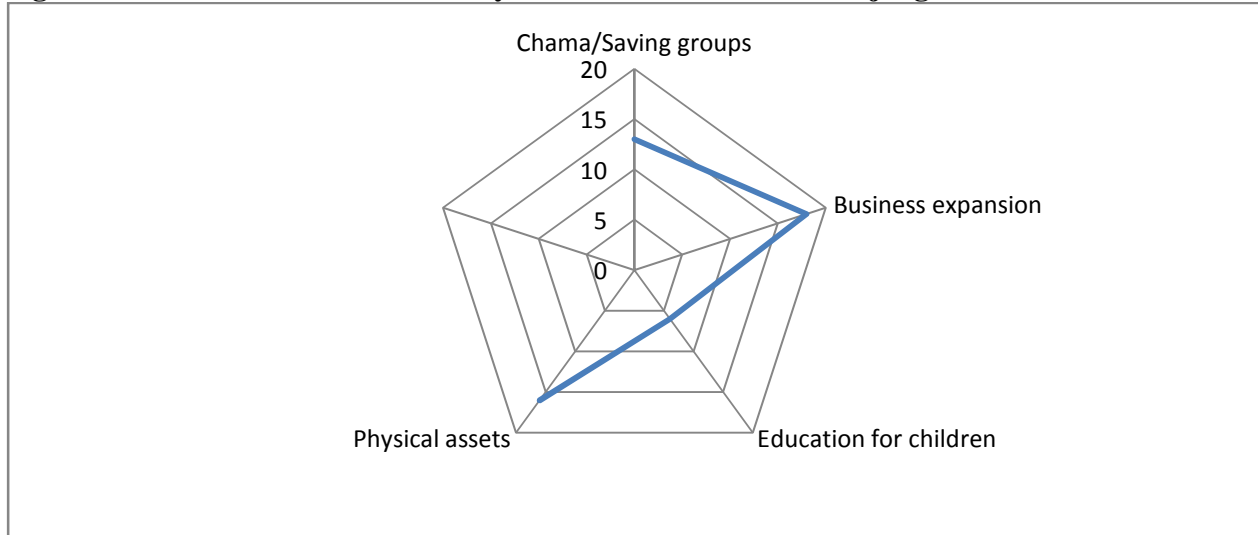 Chama/Saving groups
20
15
10
5
0
Business expansion
Education for children
Physical assets